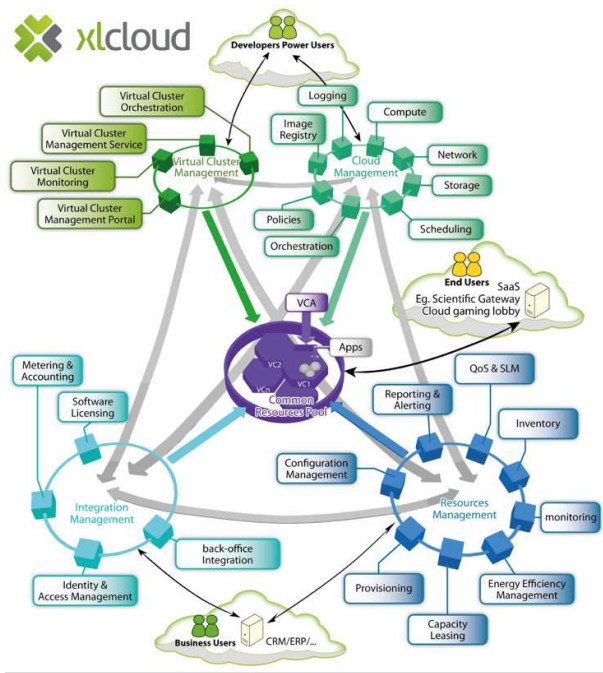 xlcloud
Developers Power Users
Virtual Cluster
Orchestration
Virtual Cluster
Management Service
Virtual Cluster
Monitoring
Virtual Cluster
Management Portal
Virtual Cluster
Management
Logging
Compute
Image
Registry
Network
Cloud
Management
Storage
Policies
Scheduling
Orchestration
End Users
SaaS
Eg. Scientific Gateway
Cloud gaming lobby
VCA
Apps
VC2
VCn
VC1
Common
Resources Pool
Metering &
Accounting
Software
Licensing
Integration
Management
back-office
Integration
Identity &
Access Management
QoS & SLM
Reporting &
Alerting
Inventory
Configuration
Management
Resources
Management
monitoring
Provisioning
Energy Efficiency
Management
Capacity
Leasing
Business Users
CRM/ERP/...